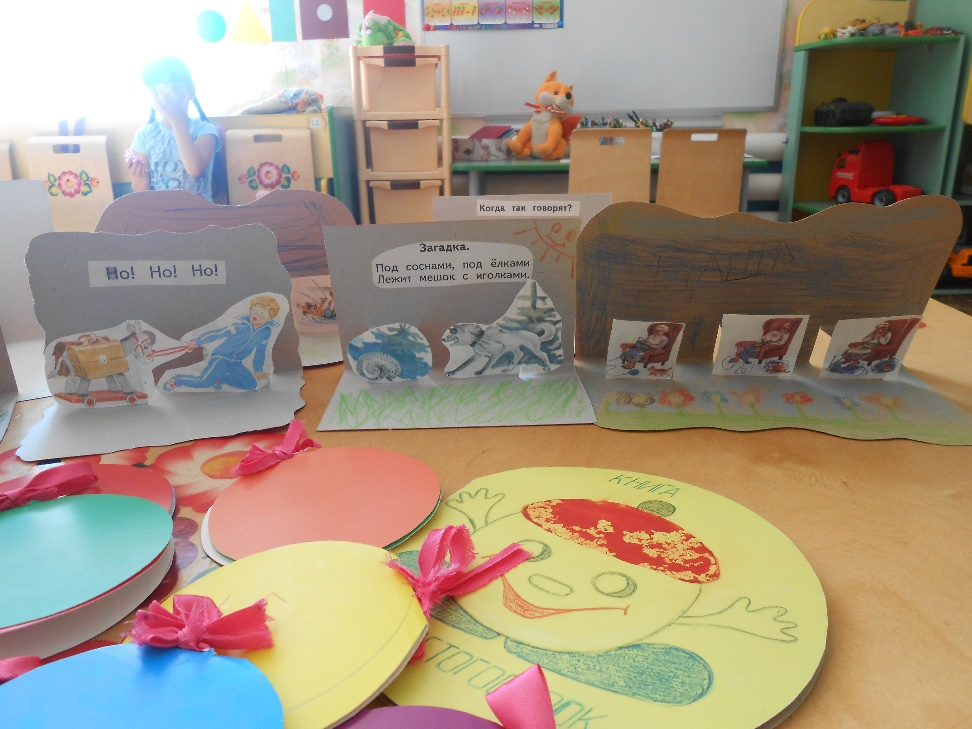 Когда так говорят?
Но! Но! Но!
Загадка.
Под соснами, под ёлками
Лежит мешок с иголками.
КНИГА